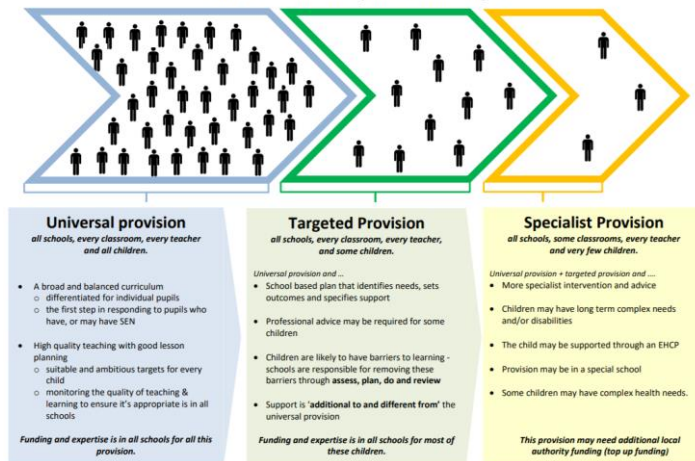 Universal provision
all schools, every classroom, every teacher
and all children.
• A broad and balanced curriculum
o differentiated for individual pupils
o the first step in responding to pupils who
have, or may have SEN
• High quality teaching with good lesson
planning
o suitable and ambitious targets for every
child
o monitoring the quality of teaching &
learning to ensure it's appropriate is in all
schools
Funding and expertise is in all schools for all this
provision.
Targeted Provision
all schools, every classroom, every teacher,
and some children.
Universal provision and ...
• School based plan that identifies needs, sets
outcomes and specifies support
• Professional advice may be required for some
children
• Children are likely to have barriers to learning -
schools are responsible for removing these
barriers through assess, plan, do and review
• Support is 'additional to and different from' the
universal provision
Funding and expertise is in all schools for most of
these children.
Specialist Provision
all schools, some classrooms, every teacher
and very few children.
Universal provision + targeted provision and ....
• More specialist intervention and advice
• Children may have long term complex needs
and/or disabilities
• The child may be supported through an EHCP
• Provision may be in a special school
• Some children may have complex health needs.
This provision may need additional local
authority funding (top up funding)